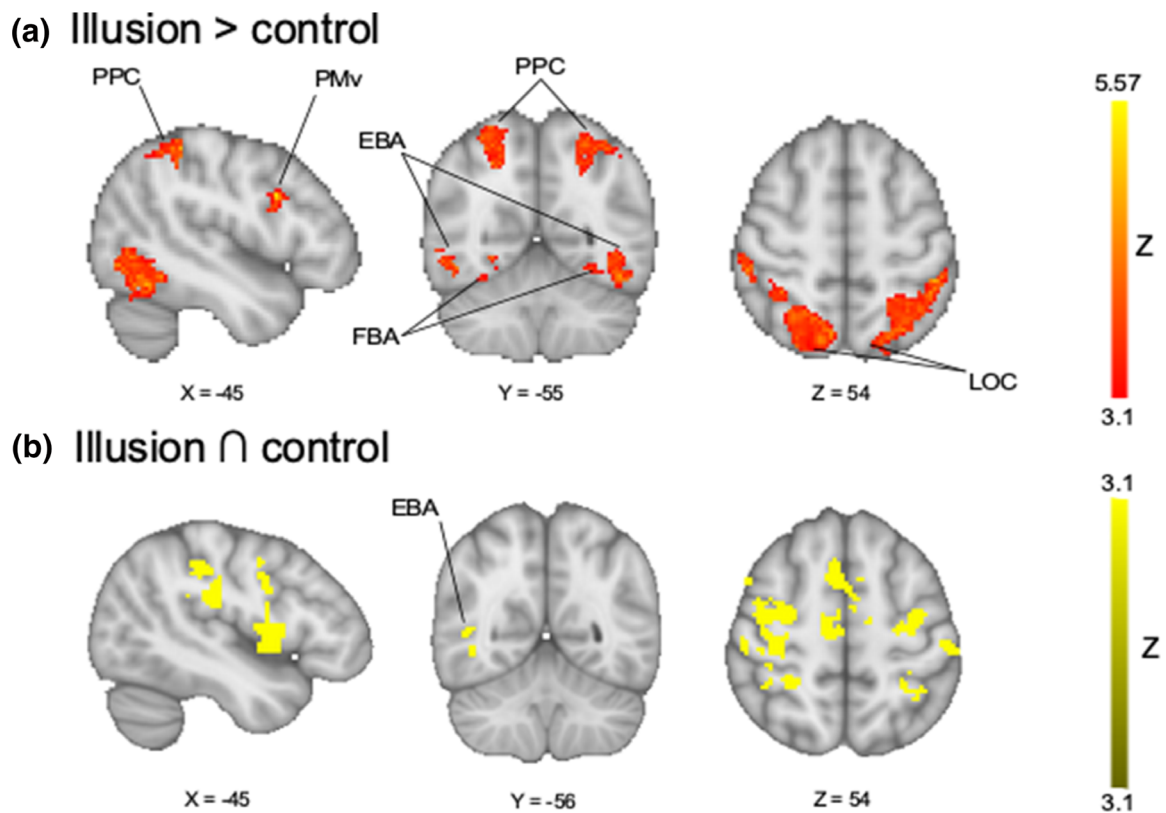 (a) Illusion > control
PPC
PMv
PPC
EBA
FBA
LOC
X = -45
Y = -55
Z = 54
5.57
Z
3.1
(b) Illusion ∩ control
EBA
X = -45
Y = -56
Z = 54
3.1
Z
3.1